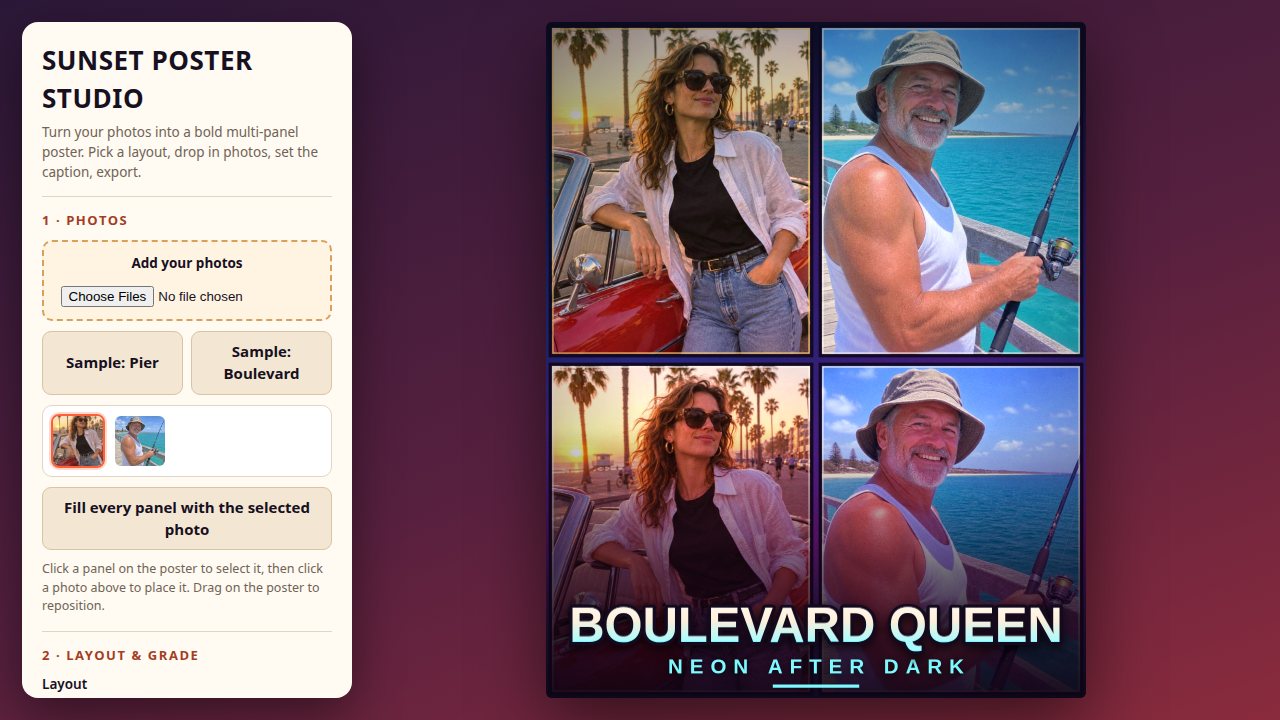 SUNSET POSTER
STUDIO
Turn your photos into a bold multi-panel
poster. Pick a layout, drop in photos, set the
caption, export.
1 · PHOTOS
Add your photos
Choose Files No file chosen
Sample: Pier
Sample:
Boulevard
Fill every panel with the selected
photo
Click a panel on the poster to select it, then click
a photo above to place it. Drag on the poster to
reposition.
2 · LAYOUT & GRADE
Layout
BOULEVARD QUEEN
NEON AFTER DARK